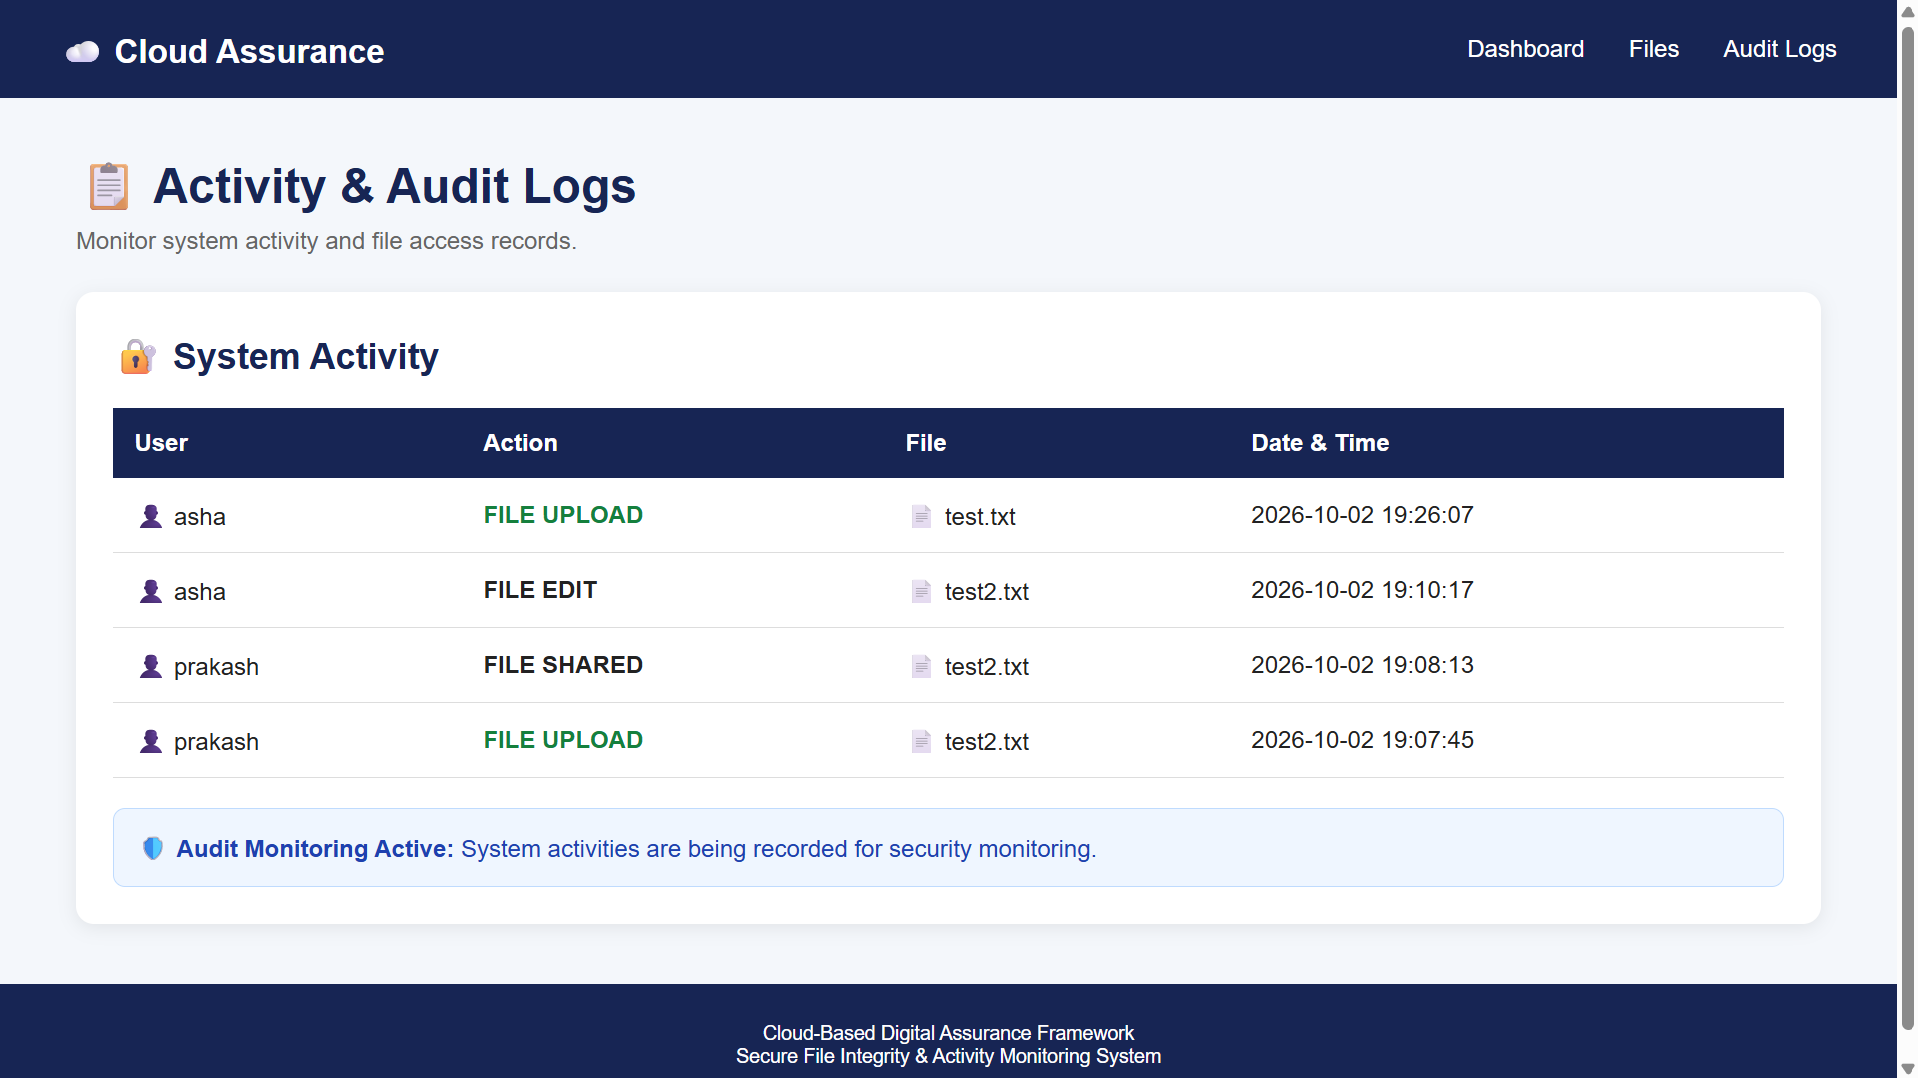 Cloud Assurance
Dashboard Files Audit Logs
Activity & Audit Logs
Monitor system activity and file access records.
System Activity
User Action File Date & Time
asha FILE UPLOAD test.txt 2026-10-02 19:26:07
asha FILE EDIT test2.txt 2026-10-02 19:10:17
prakash FILE SHARED test2.txt 2026-10-02 19:08:13
prakash FILE UPLOAD test2.txt 2026-10-02 19:07:45
Audit Monitoring Active: System activities are being recorded for security monitoring.
Cloud-Based Digital Assurance Framework
Secure File Integrity & Activity Monitoring System